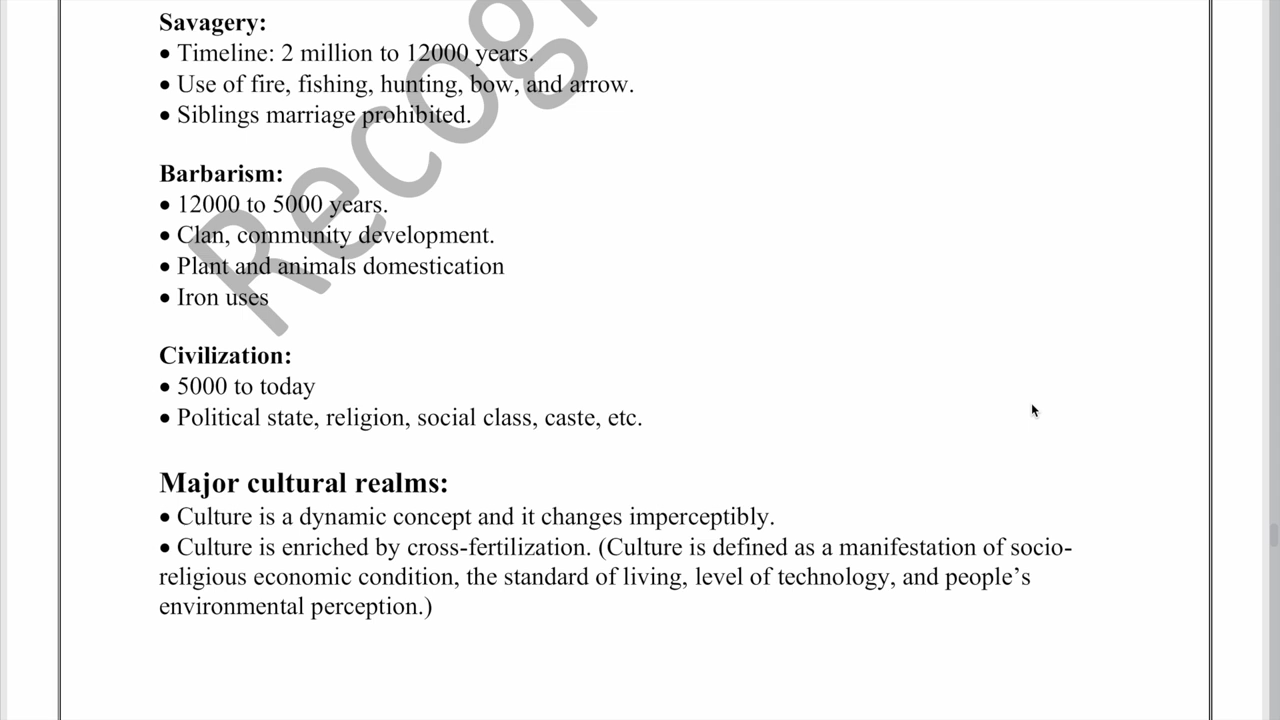 Savagery:
• Timeline: 2 million to 12000 years.
• Use of fire, fishing, hunting, bow, and arrow.
• Siblings marriage prohibited.
Barbarism:
• 12000 to 5000 years.
• Clan, community development.
• Plant and animals domestication
• Iron uses
Civilization:
• 5000 to today
• Political state, religion, social class, caste, etc.
Major cultural realms:
• Culture is a dynamic concept and it changes imperceptibly.
• Culture is enriched by cross-fertilization. (Culture is defined as a manifestation of socio-
religious economic condition, the standard of living, level of technology, and people’s
environmental perception.)